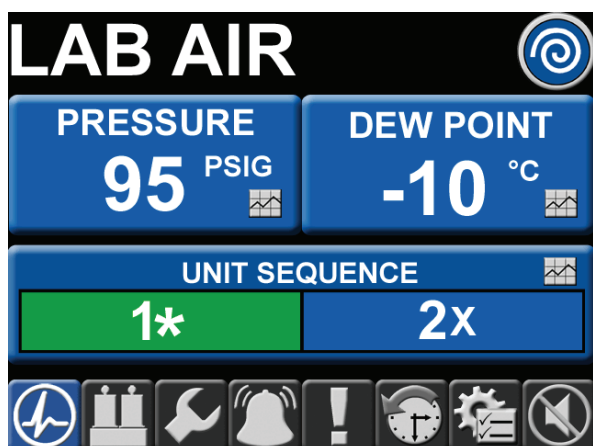 LAB AIR
PRESSURE
95 PSIG
DEW POINT
-10 °C
UNIT SEQUENCE
1* 2X